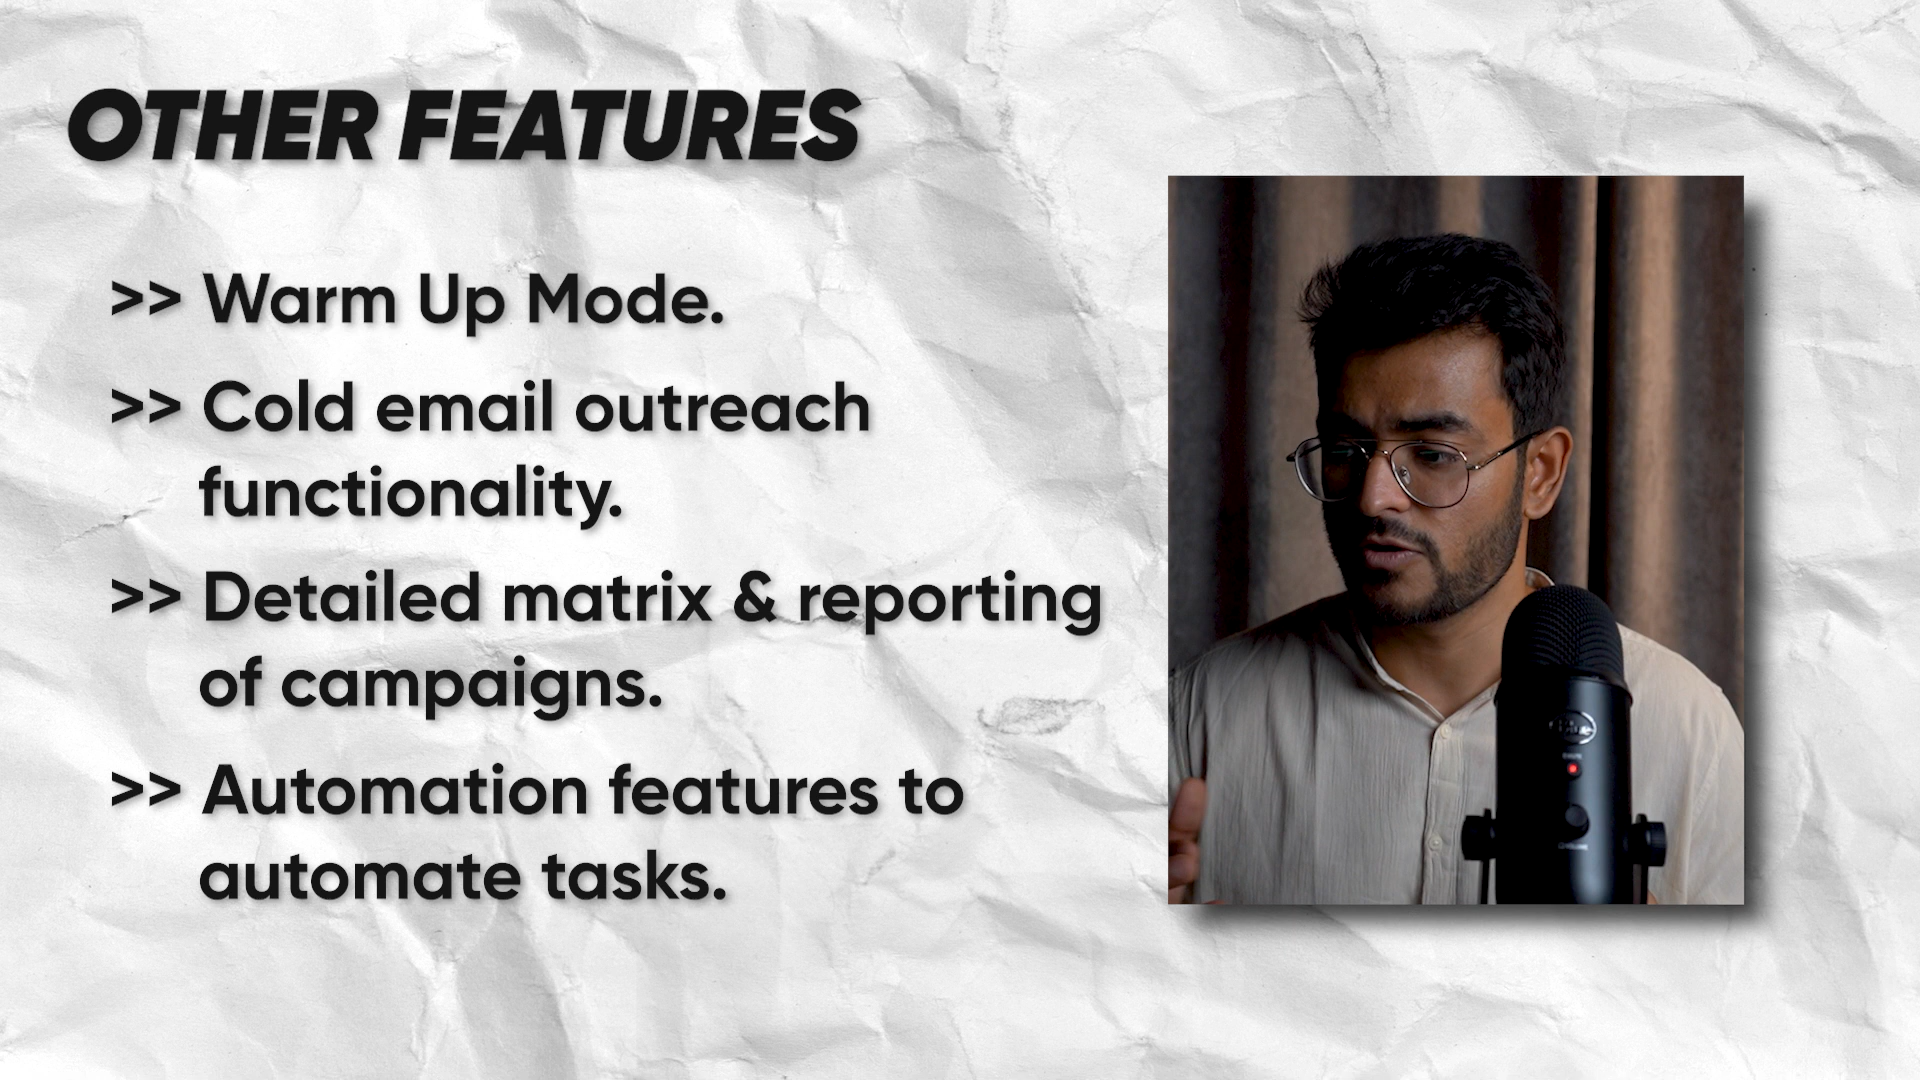 OTHER FEATURES
>> Warm Up Mode.
>> Cold email outreach
functionality.
>> Detailed matrix & reporting
of campaigns.
>> Automation features to
automate tasks.